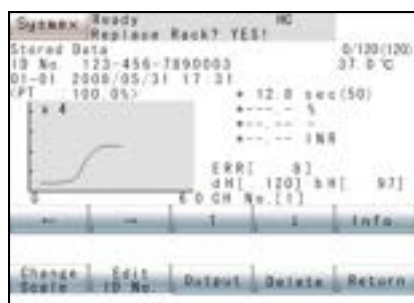 Sysmex Ready HC
Replace Rack? YES!
Stored Data 0/120(120)
ID No. 123-456-7890003 37.0℃
01-01 2000/05/31 17:31
<PT 100.0%> * 12.8 sec(50)
x 4 *---.- %
*--.-- -
*--.-- INR
ERR[ 8]
dH[ 120] bH[ 97]
0 60 CH No.[1]
← → ↑ ↓ Info
Change Scale Edit ID No. Output Delete Return